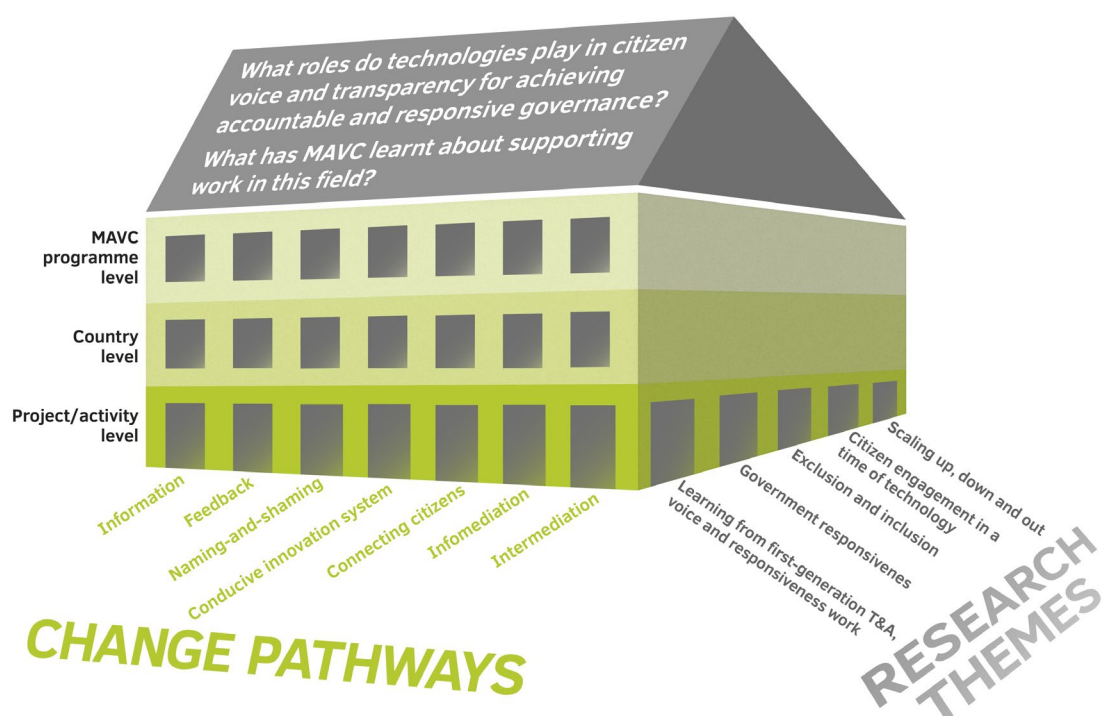 What roles do technologies play in citizen
voice and transparency for achieving
accountable and responsive governance?
What has MAVC learnt about supporting
work in this field?
MAVC
programme
level
Country
level
Project/activity
level
Information
Feedback
Naming-and-shaming
Conducive innovation system
Connecting citizens
Infomediation
Intermediation
CHANGE PATHWAYS
Learning from first-generation T&A,
voice and responsiveness work
Government responsivenes
Exclusion and inclusion
Citizen engagement in a
time of technology
Scaling up, down and out
RESEARCH
THEMES